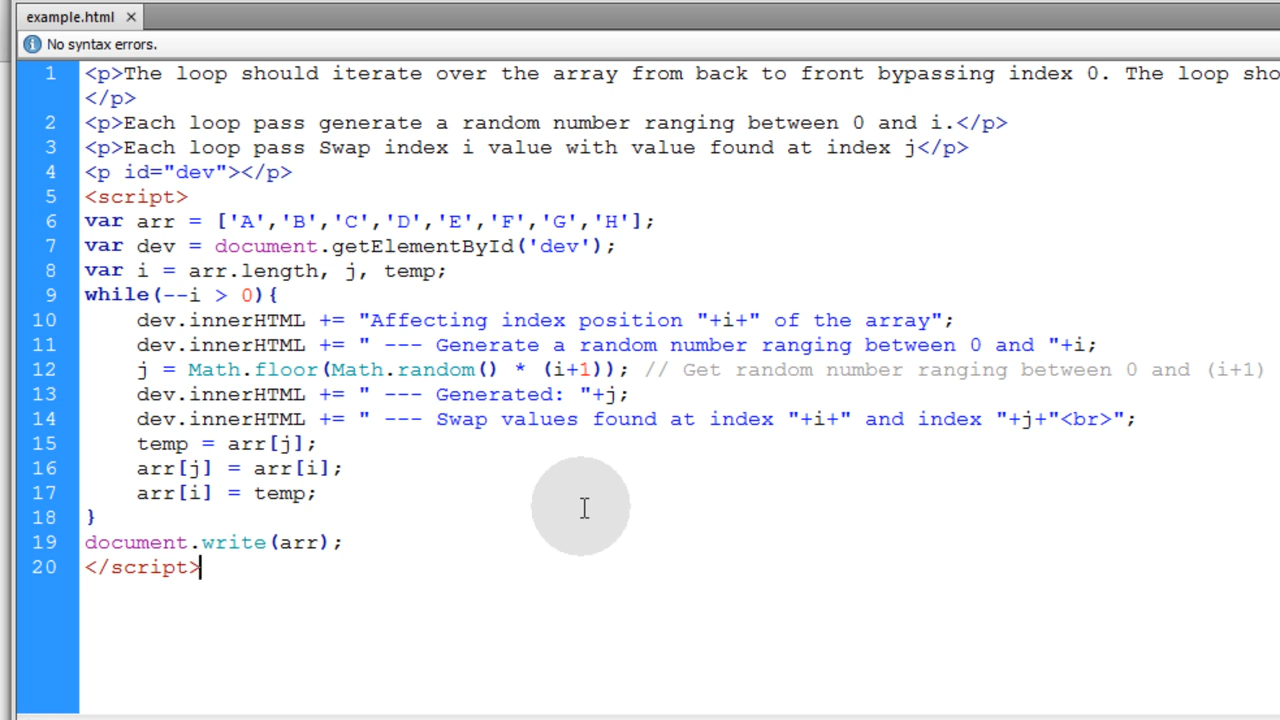 example.html ×
No syntax errors.
1 <p>The loop should iterate over the array from back to front bypassing index 0. The loop sho
</p>
2 <p>Each loop pass generate a random number ranging between 0 and i.</p>
3 <p>Each loop pass Swap index i value with value found at index j</p>
4 <p id="dev"></p>
5 <script>
6 var arr = ['A','B','C','D','E','F','G','H'];
7 var dev = document.getElementById('dev');
8 var i = arr.length, j, temp;
9 while(--i > 0){
10     dev.innerHTML += "Affecting index position "+i+" of the array";
11     dev.innerHTML += " --- Generate a random number ranging between 0 and "+i;
12     j = Math.floor(Math.random() * (i+1)); // Get random number ranging between 0 and (i+1)
13     dev.innerHTML += " --- Generated: "+j;
14     dev.innerHTML += " --- Swap values found at index "+i+" and index "+j+"<br>";
15     temp = arr[j];
16     arr[j] = arr[i];
17     arr[i] = temp;
18 }
19 document.write(arr);
20 </script>